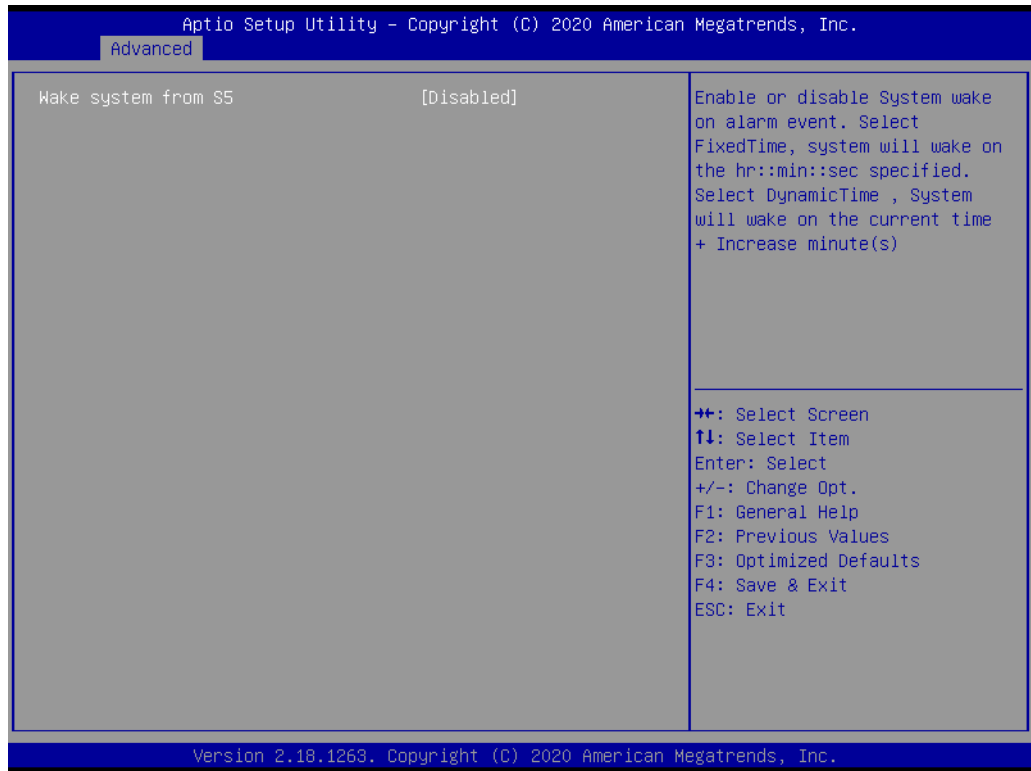 Aptio Setup Utility – Copyright (C) 2020 American Megatrends, Inc.
Advanced
Wake system from S5 [Disabled]
Enable or disable System wake
on alarm event. Select
FixedTime, system will wake on
the hr::min::sec specified.
Select DynamicTime , System
will wake on the current time
+ Increase minute(s)
→←: Select Screen
↑↓: Select Item
Enter: Select
+/-: Change Opt.
F1: General Help
F2: Previous Values
F3: Optimized Defaults
F4: Save & Exit
ESC: Exit
Version 2.18.1263. Copyright (C) 2020 American Megatrends, Inc.